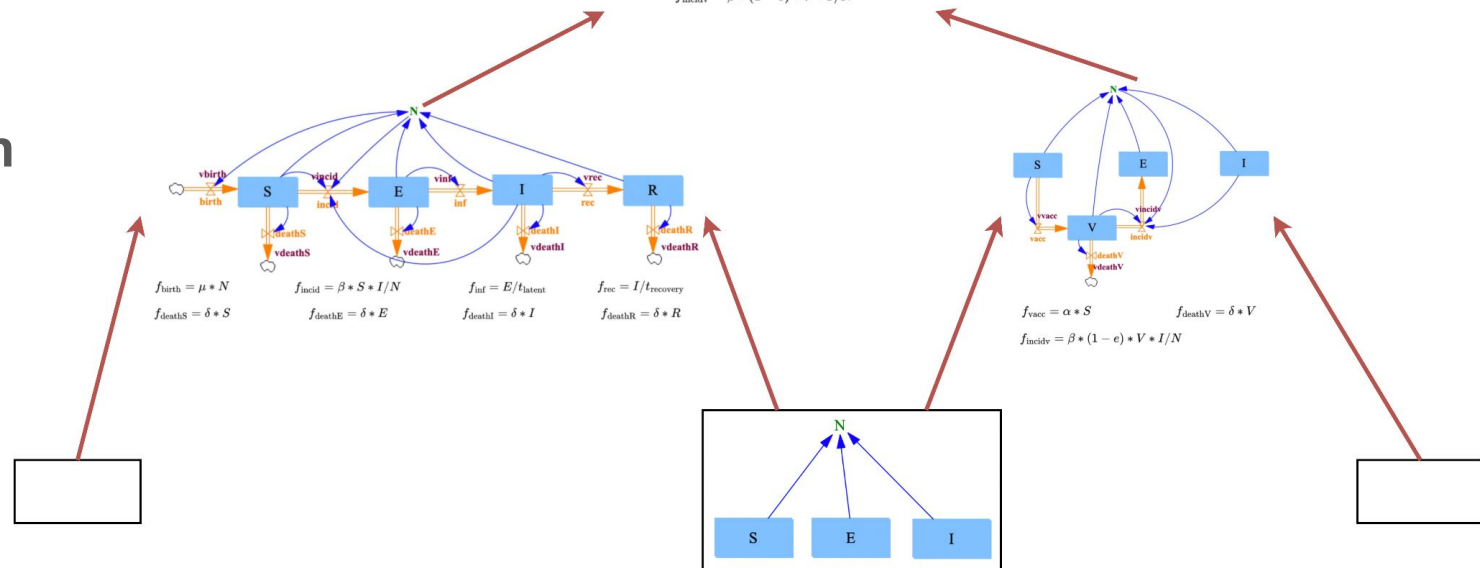 n
N
N
vbirth
birth
S
vincid
incid
E
vinf
inf
I
vrec
rec
R
deathS
vdeathS
deathE
vdeathE
deathI
vdeathI
deathR
vdeathR
f_birth = μ * N
f_incid = β * S * I/N
f_inf = E/t_latent
f_rec = I/t_recovery
f_deathS = δ * S
f_deathE = δ * E
f_deathI = δ * I
f_deathR = δ * R
S
E
I
vvacc
vacc
V
vincidv
incidv
deathV
vdeathV
f_vacc = α * S
f_deathV = δ * V
f_incidv = β * (1 − e) * V * I/N
N
S
E
I